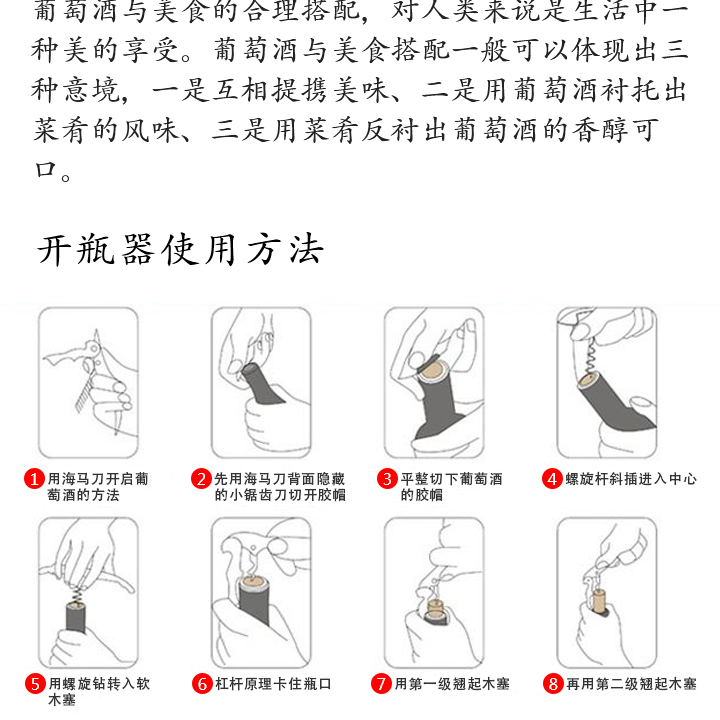 葡萄酒与美食的合理搭配，对人类来说是生活中一
种美的享受。葡萄酒与美食搭配一般可以体现出三
种意境，一是互相提携美味、二是用葡萄酒衬托出
菜肴的风味、三是用菜肴反衬出葡萄酒的香醇可
口。
开瓶器使用方法
1 用海马刀开启葡
萄酒的方法
2 先用海马刀背面隐藏
的小锯齿刀切开胶帽
3 平整切下葡萄酒
的胶帽
4 螺旋杆斜插进入中心
5 用螺旋钻转入软
木塞
6 杠杆原理卡住瓶口
7 用第一级翘起木塞
8 再用第二级翘起木塞